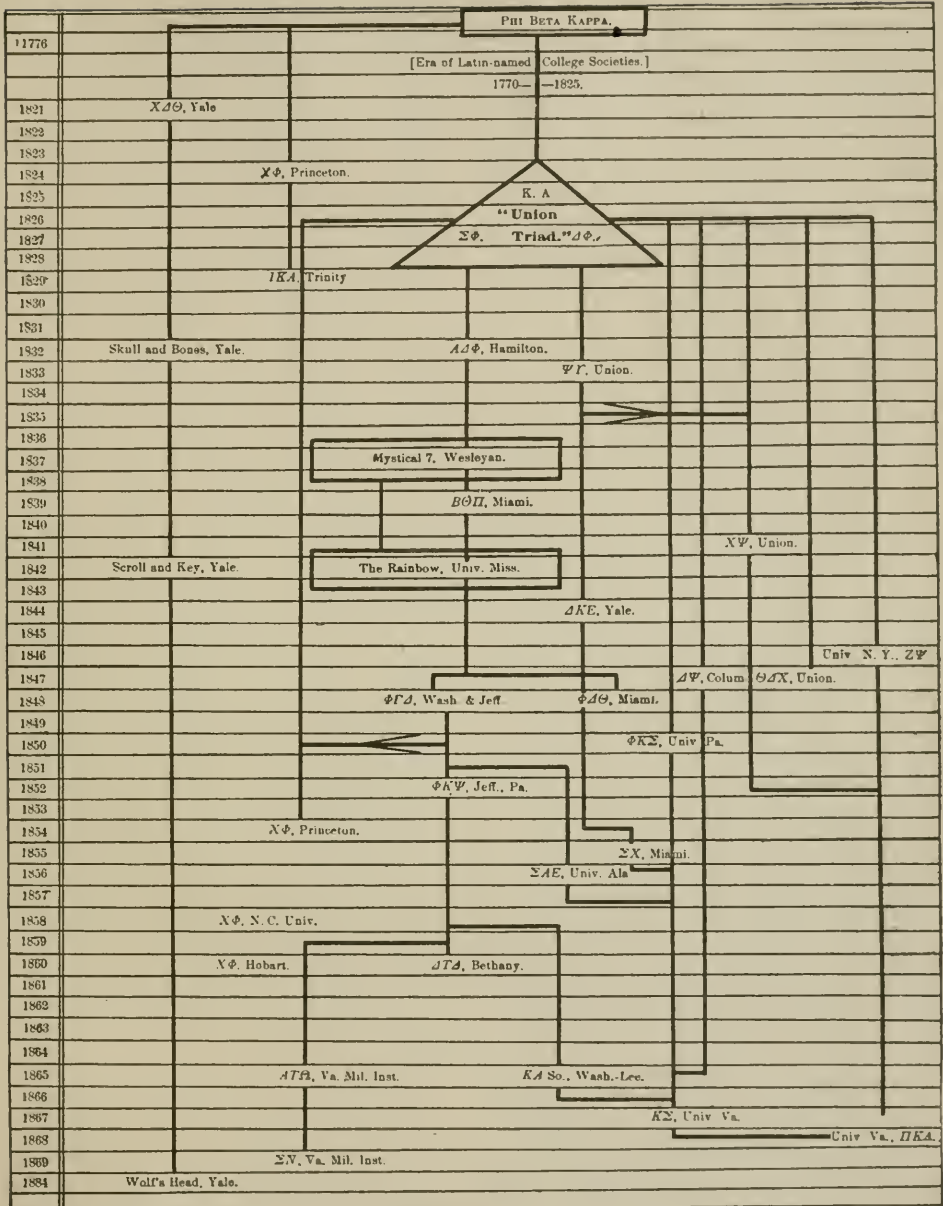 PHI BETA KAPPA.
1776
[Era of Latin-named College Societies.]
1770— —1825.
1821 ΧΔΘ, Yale
1822
1823
1824 ΧΦ, Princeton.
1825 K. A
1826 "Union
1827 ΣΦ. Triad." ΔΦ.
1828
1829 IKA, Trinity
1830
1831
1832 Skull and Bones, Yale. ΑΔΦ, Hamilton.
1833 ΨΥ, Union.
1834
1835
1836
1837 Mystical 7, Wesleyan.
1838
1839 ΒΘΠ, Miami.
1840
1841 ΧΨ, Union.
1842 Scroll and Key, Yale. The Rainbow, Univ. Miss.
1843
1844 ΔΚΕ, Yale.
1845
1846 Univ. N. Y., ΖΨ
1847 ΔΨ, Colum ΘΔΧ, Union.
1848 ΦΓΔ, Wash. & Jeff. ΦΔΘ, Miami.
1849
1850 ΦΚΣ, Univ. Pa.
1851
1852 ΦΚΨ, Jeff., Pa.
1853
1854 ΧΦ, Princeton.
1855 ΣΧ, Miami.
1856 ΣΑΕ, Univ. Ala
1857
1858 ΧΦ, N. C. Univ.
1859
1860 ΧΦ. Hobart. ΔΤΔ, Bethany.
1861
1862
1863
1864
1865 ΑΤΩ, Va. Mil. Inst. KA So., Wash.-Lee.
1866
1867 ΚΣ, Univ Va.
1868 Univ Va., ΠΚΑ.
1869 ΣΝ, Va. Mil. Inst.
1884 Wolf's Head, Yale.